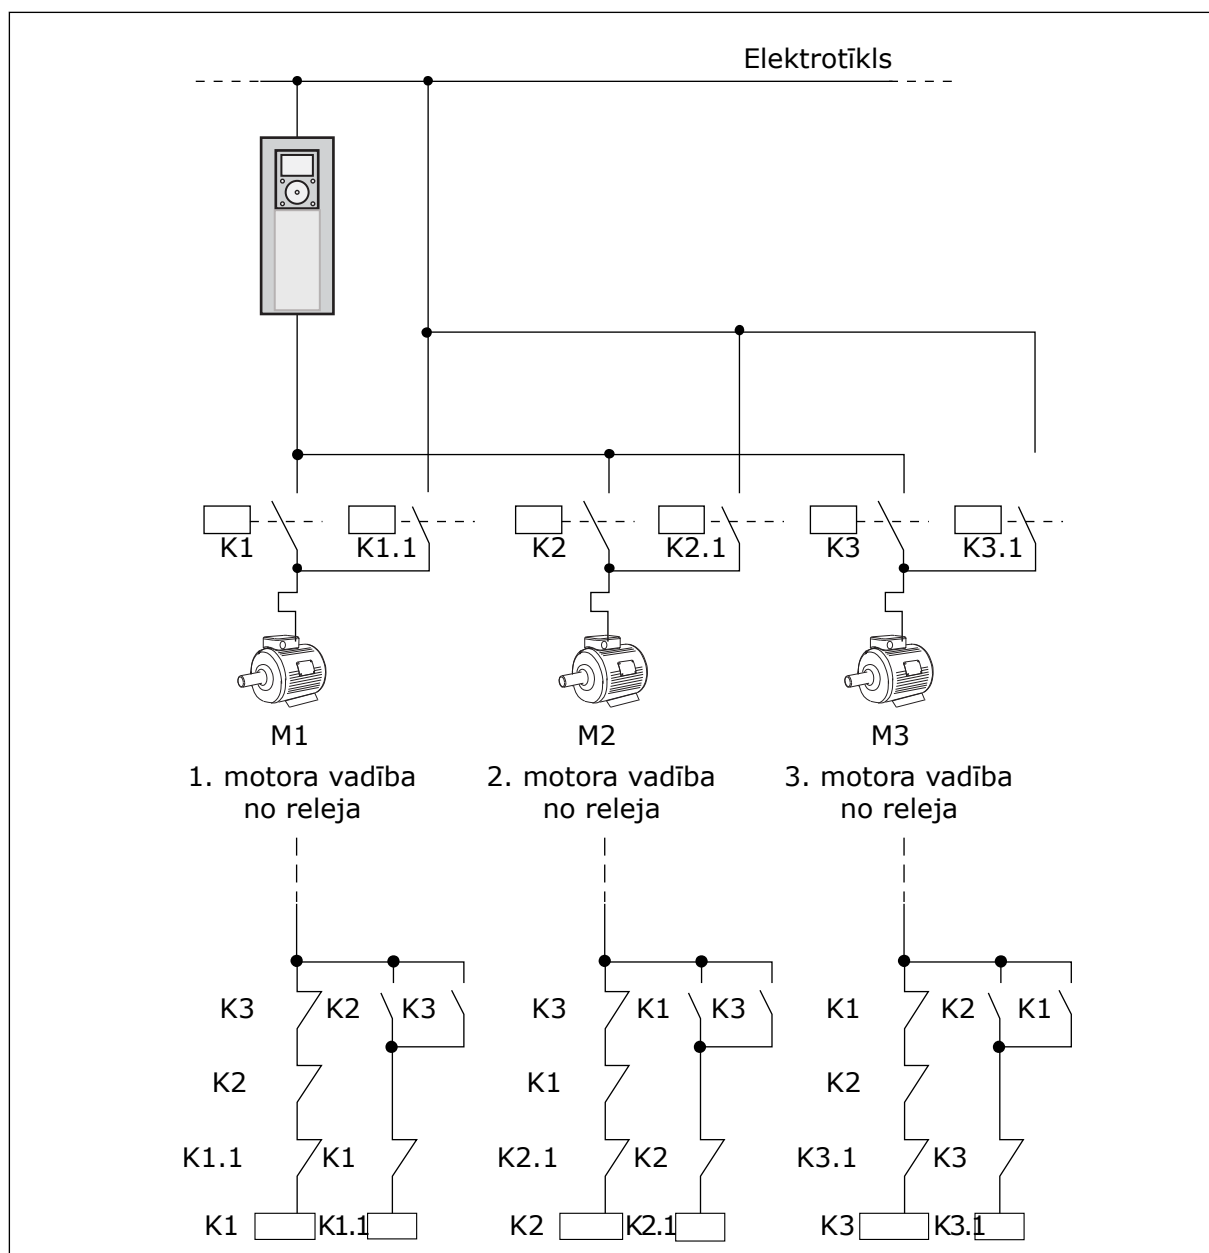 Elektrotīkls
K1 K1.1 K2 K2.1 K3 K3.1
M1 M2 M3
1. motora vadība 2. motora vadība 3. motora vadība
no releja no releja no releja
K3 K2 K3 K3 K1 K3 K1 K2 K1
K2 K1 K2
K1.1 K1 K2.1 K2 K3.1 K3
K1 K1.1 K2 K2.1 K3 K3.1